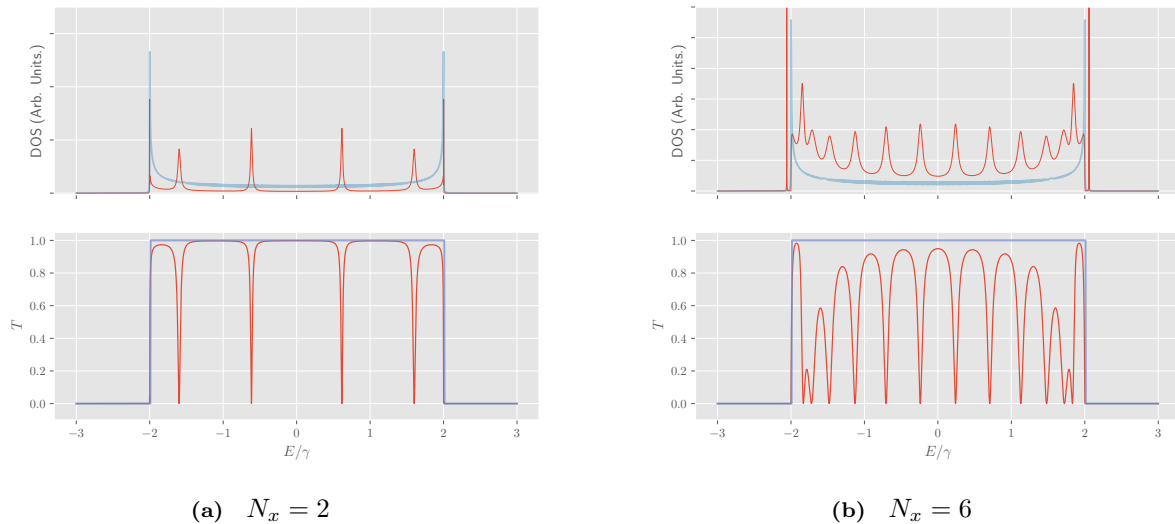 DOS (Arb. Units.)
1.0
0.8
0.6
T
0.4
0.2
0.0
−3 −2 −1 0 1 2 3
E/γ
(a) N_x = 2
DOS (Arb. Units.)
1.0
0.8
0.6
T
0.4
0.2
0.0
−3 −2 −1 0 1 2 3
E/γ
(b) N_x = 6